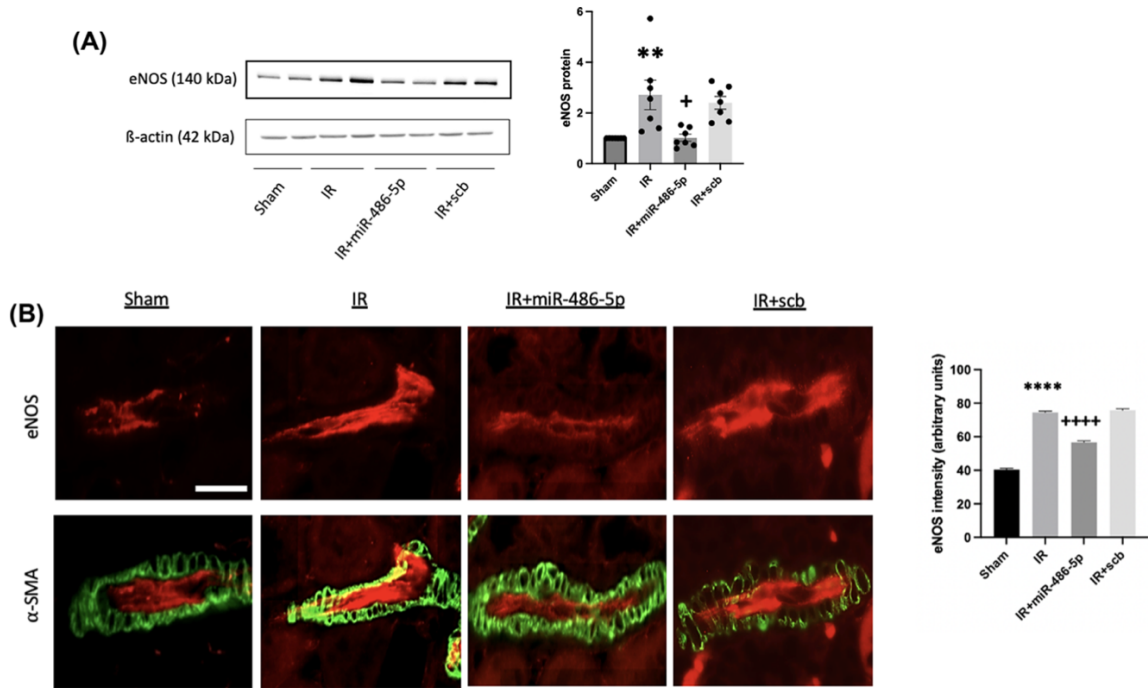 (A)
eNOS (140 kDa)
ß-actin (42 kDa)
Sham
IR
IR+miR-486-5p
IR+scb
eNOS protein
6
4
2
0
**
+
Sham
IR
IR+miR-486-5p
IR+scb
(B)
Sham
IR
IR+miR-486-5p
IR+scb
eNOS
α-SMA
eNOS intensity (arbitrary units)
100
80
60
40
20
0
****
++++
Sham
IR
IR+miR-486-5p
IR+scb